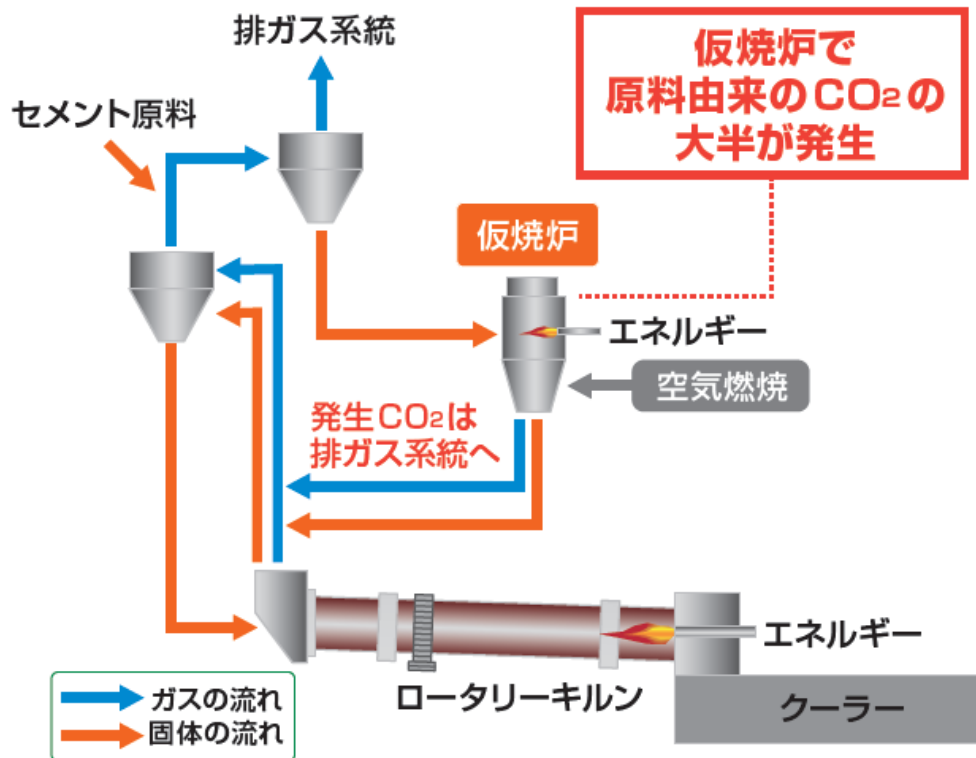 排ガス系統
セメント原料
仮焼炉で
原料由来のCO2の
大半が発生
仮焼炉
エネルギー
空気燃焼
発生CO2は
排ガス系統へ
エネルギー
ロータリーキルン
クーラー
ガスの流れ
固体の流れ